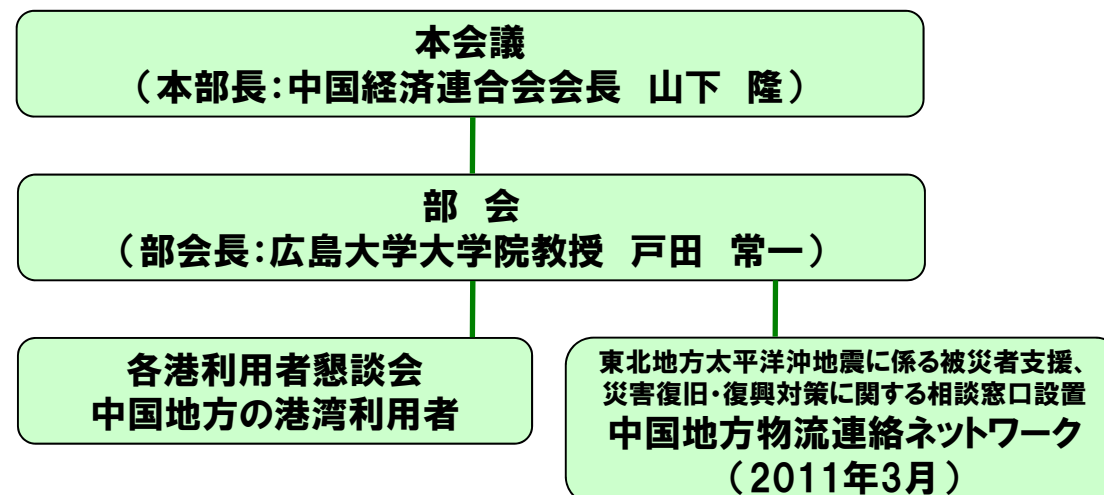 本会議
（本部長：中国経済連合会会長　山下　隆）
部　会
（部会長：広島大学大学院教授　戸田　常一）
各港利用者懇談会
中国地方の港湾利用者
東北地方太平洋沖地震に係る被災者支援、
災害復旧・復興対策に関する相談窓口設置
中国地方物流連絡ネットワーク
（2011年3月）